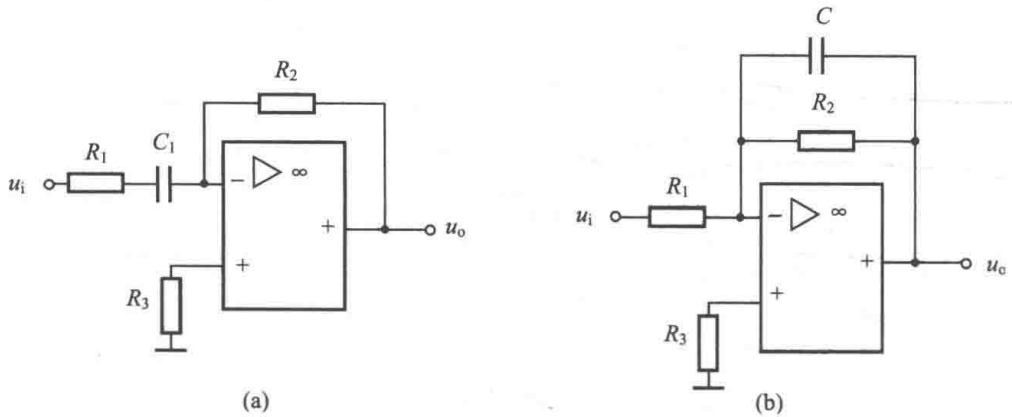 R2
R1
C1
ui
−
▷ ∞
+
+
uo
R3
(a)
C
R2
R1
ui
−
▷ ∞
+
+
uo
R3
(b)